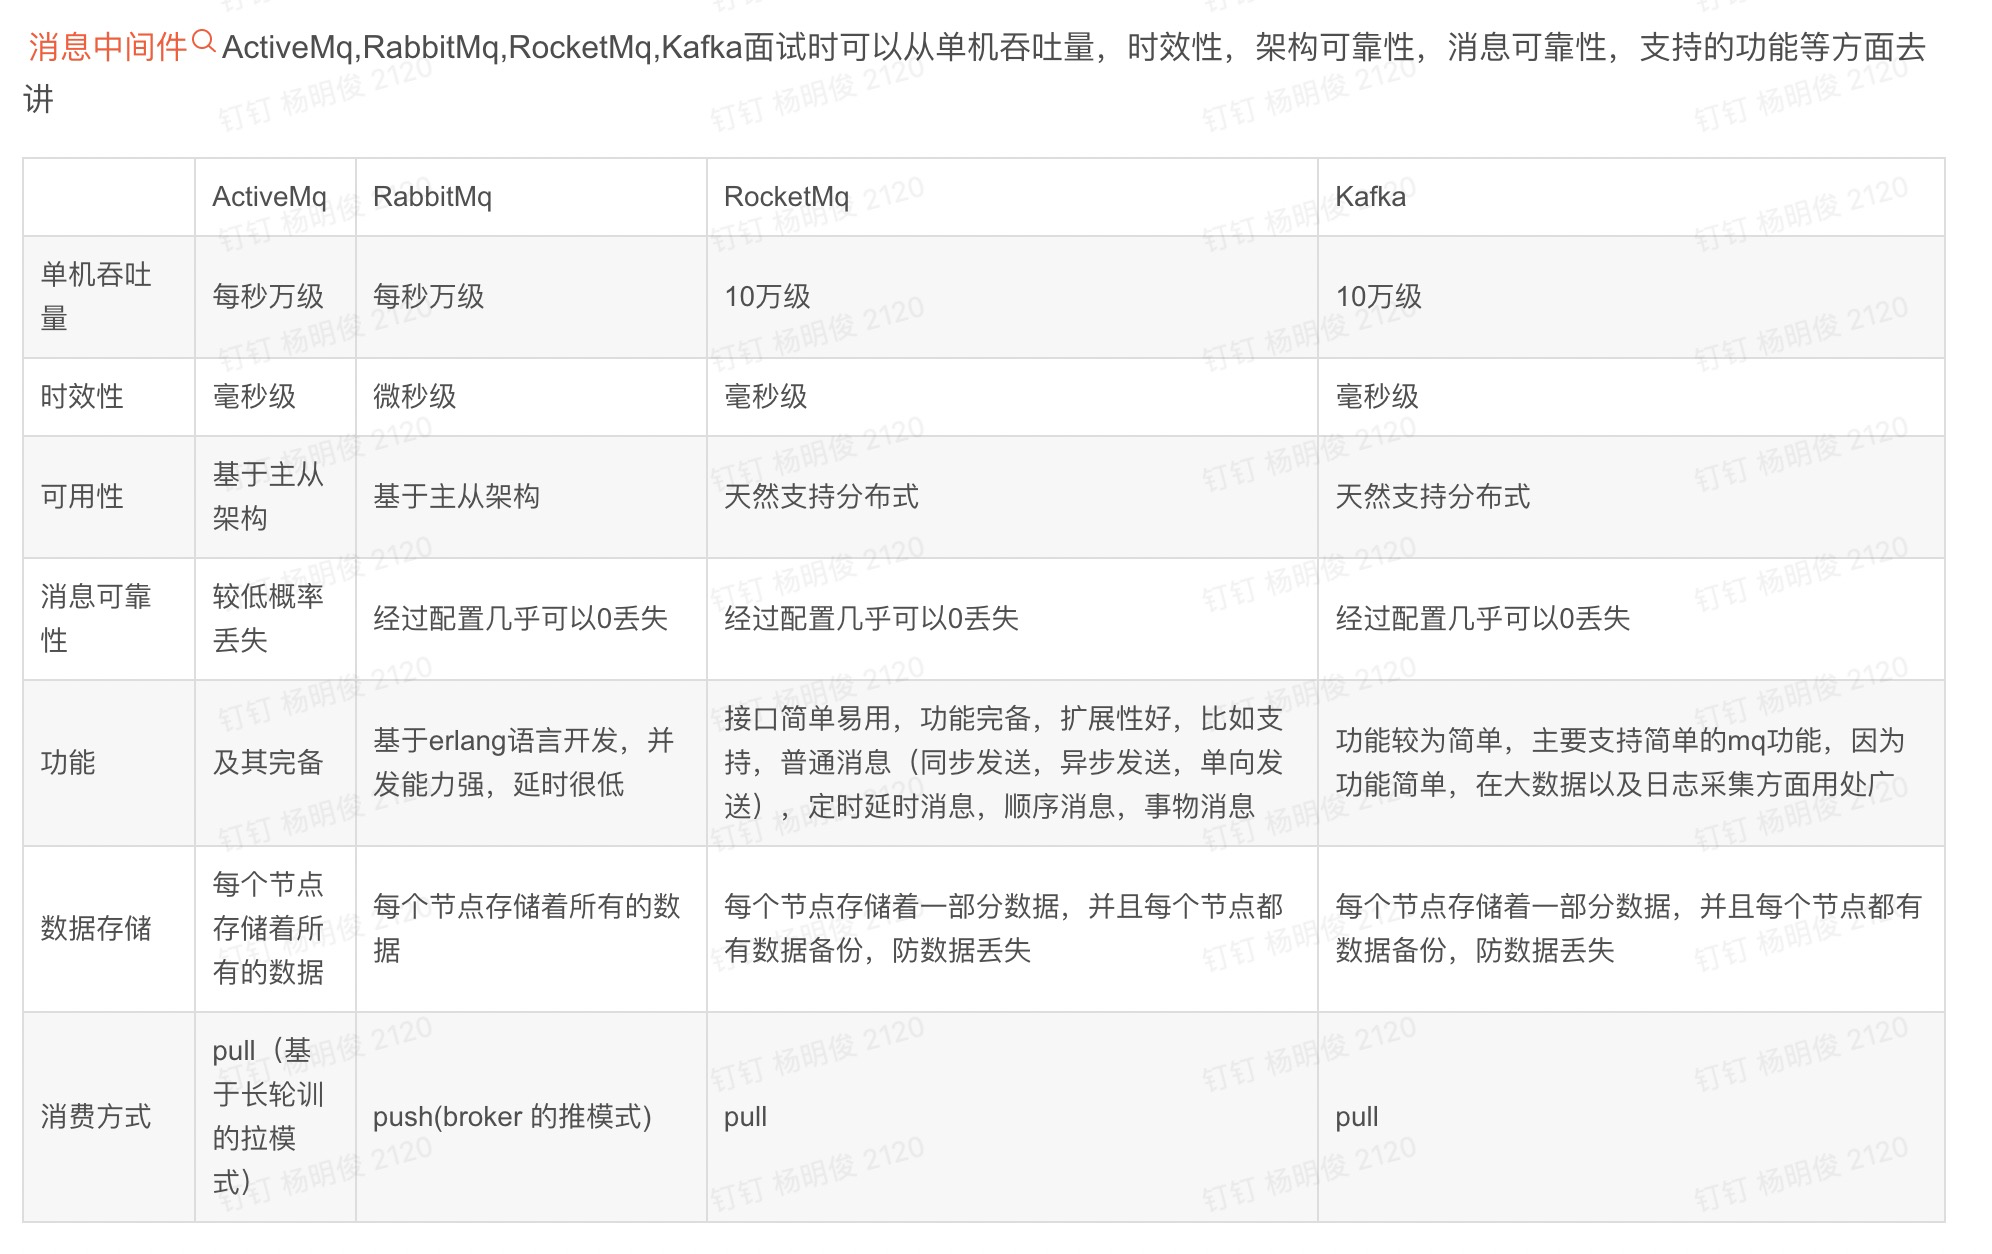 消息中间件 ActiveMq,RabbitMq,RocketMq,Kafka面试时可以从单机吞吐量，时效性，架构可靠性，消息可靠性，支持的功能等方面去
讲
ActiveMq RabbitMq RocketMq Kafka
单机吞吐
量
每秒万级 每秒万级 10万级 10万级
时效性 毫秒级 微秒级 毫秒级 毫秒级
可用性
基于主从
架构
基于主从架构 天然支持分布式 天然支持分布式
消息可靠
性
较低概率
丢失
经过配置几乎可以0丢失 经过配置几乎可以0丢失 经过配置几乎可以0丢失
功能 及其完备
基于erlang语言开发，并
发能力强，延时很低
接口简单易用，功能完备，扩展性好，比如支
持，普通消息（同步发送，异步发送，单向发
送），定时延时消息，顺序消息，事物消息
功能较为简单，主要支持简单的mq功能，因为
功能简单，在大数据以及日志采集方面用处广
数据存储
每个节点
存储着所
有的数据
每个节点存储着所有的数
据
每个节点存储着一部分数据，并且每个节点都
有数据备份，防数据丢失
每个节点存储着一部分数据，并且每个节点都有
数据备份，防数据丢失
消费方式
pull（基
于长轮训
的拉模
式）
push(broker 的推模式) pull pull
钉钉 杨明俊 2120